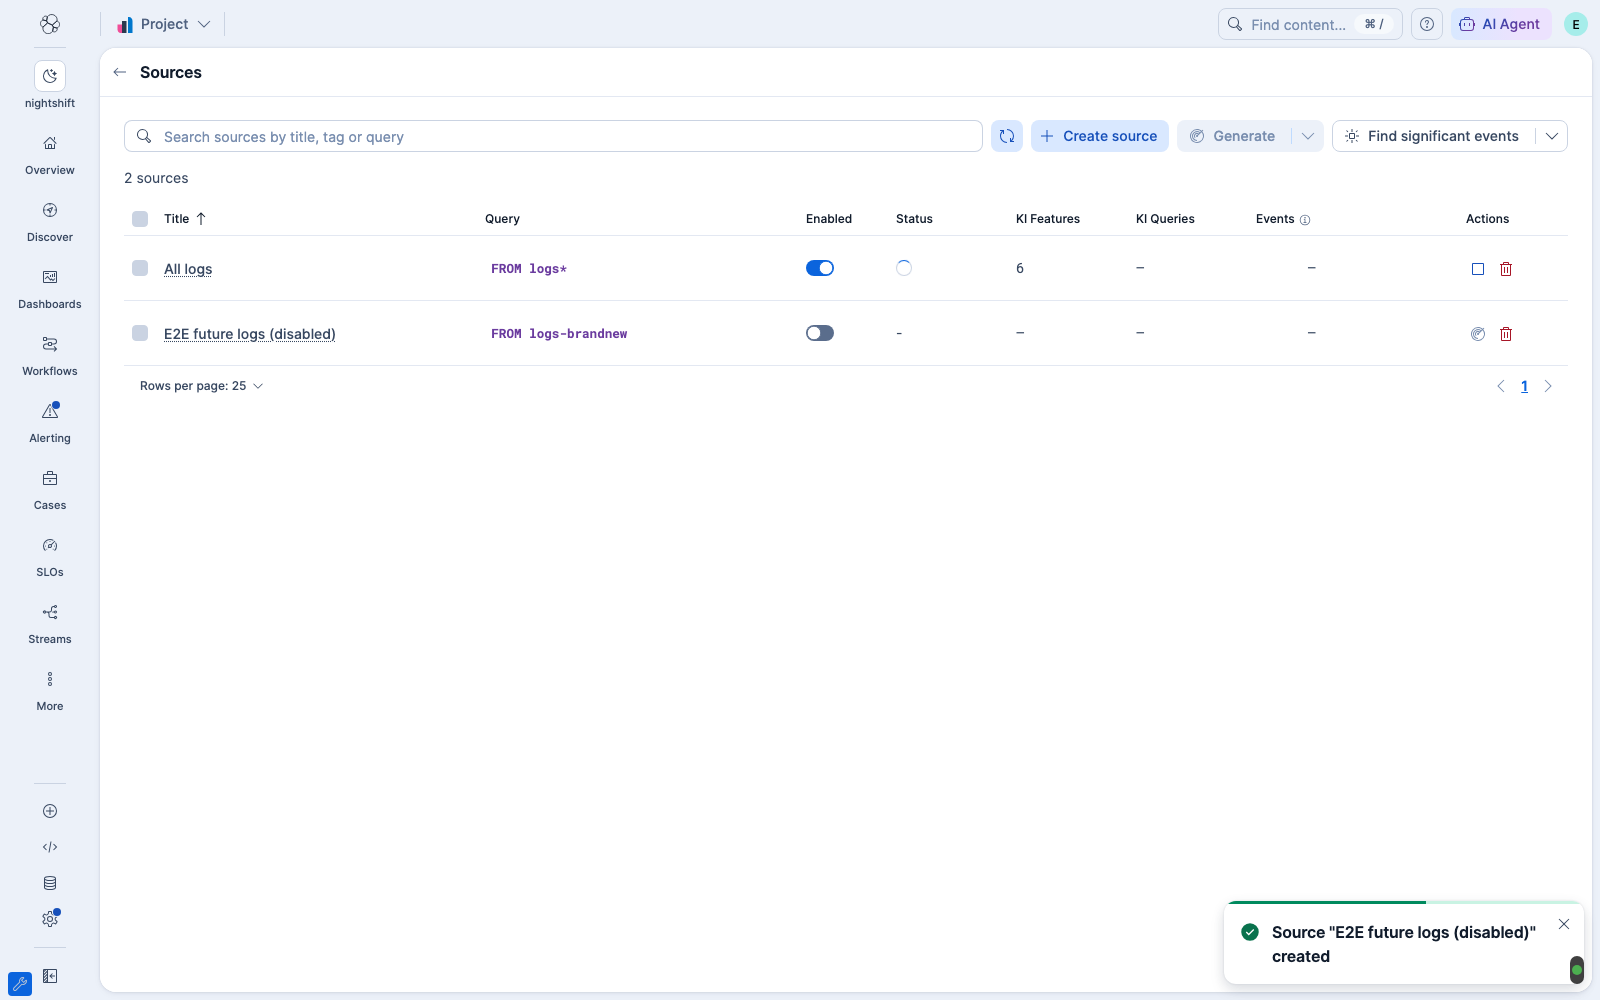 Project
Find content...
⌘ /
AI Agent
E
nightshift
Overview
Discover
Dashboards
Workflows
Alerting
Cases
SLOs
Streams
More
Sources
Search sources by title, tag or query
Create source
Generate
Find significant events
2 sources
Title
Query
Enabled
Status
KI Features
KI Queries
Events
Actions
All logs
FROM logs*
6
–
–
E2E future logs (disabled)
FROM logs-brandnew
-
–
–
–
Rows per page: 25
1
Source "E2E future logs (disabled)"
created